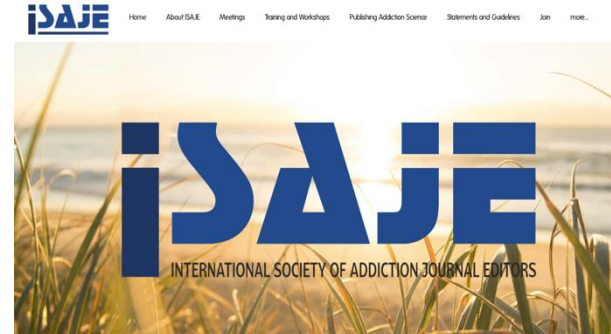 iSAJE Home About ISAJE Meetings Training and Workshops Publishing Addiction Science Statements and Guidelines Join more...
iSAJE
INTERNATIONAL SOCIETY OF ADDICTION JOURNAL EDITORS